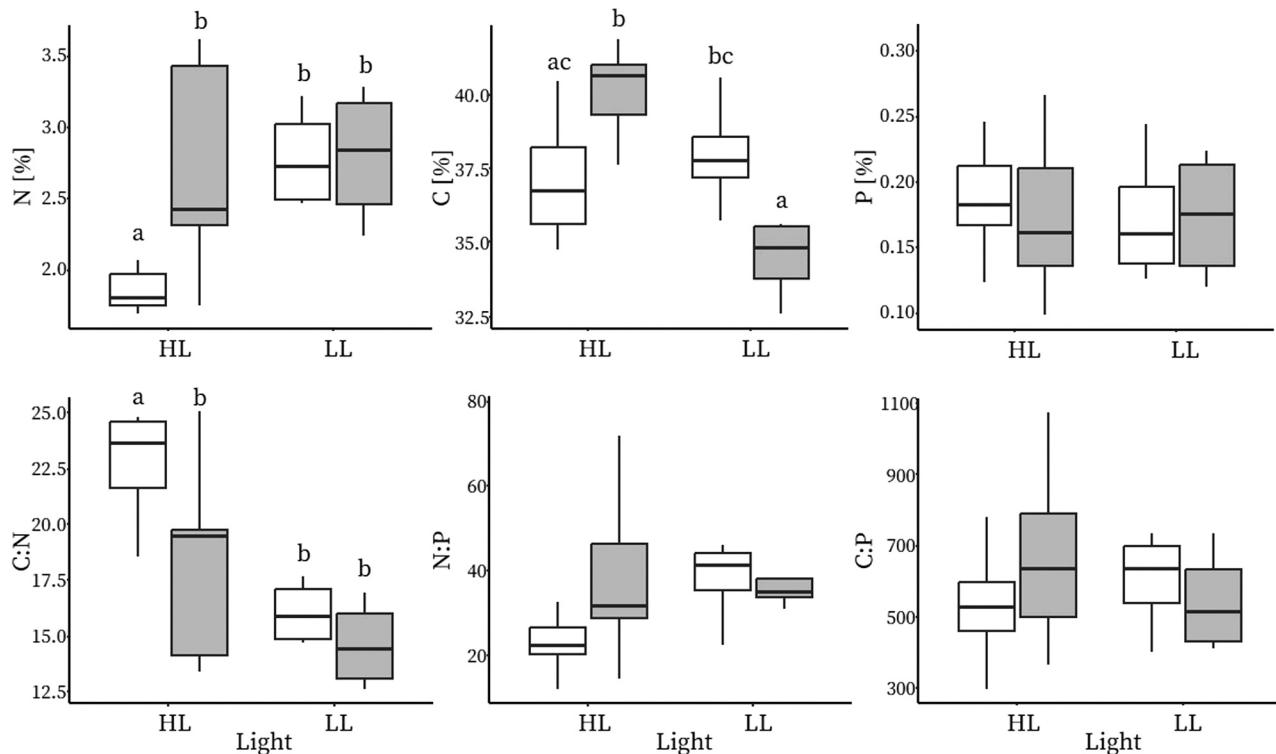 N [%]
3.5
3.0
2.5
2.0
a
b
b
b
HL
LL
C [%]
40.0
37.5
35.0
32.5
ac
b
bc
a
HL
LL
P [%]
0.30
0.25
0.20
0.15
0.10
HL
LL
C:N
25.0
22.5
20.0
17.5
15.0
12.5
a
b
b
b
HL
LL
Light
N:P
80
60
40
20
HL
LL
C:P
1100
900
700
500
300
HL
LL
Light